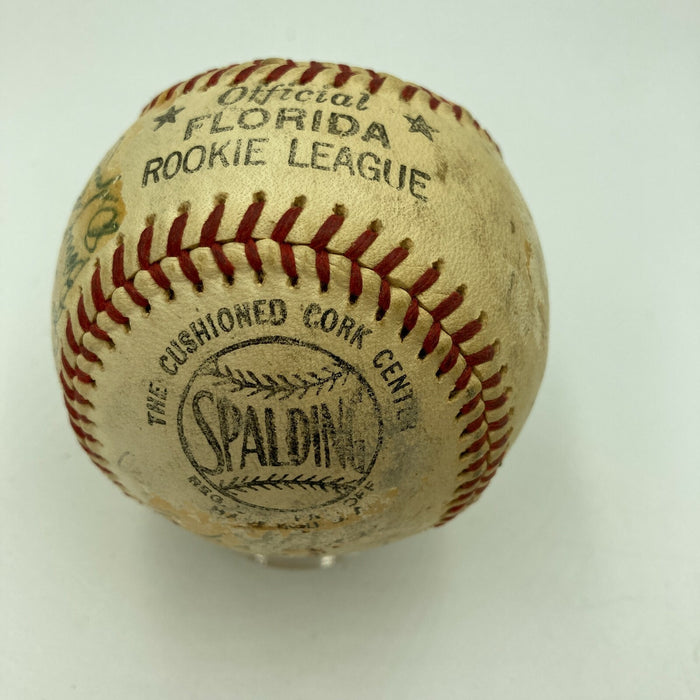 Official
FLORIDA
ROOKIE LEAGUE
THE CUSHIONED CORK CENTER
SPALDING